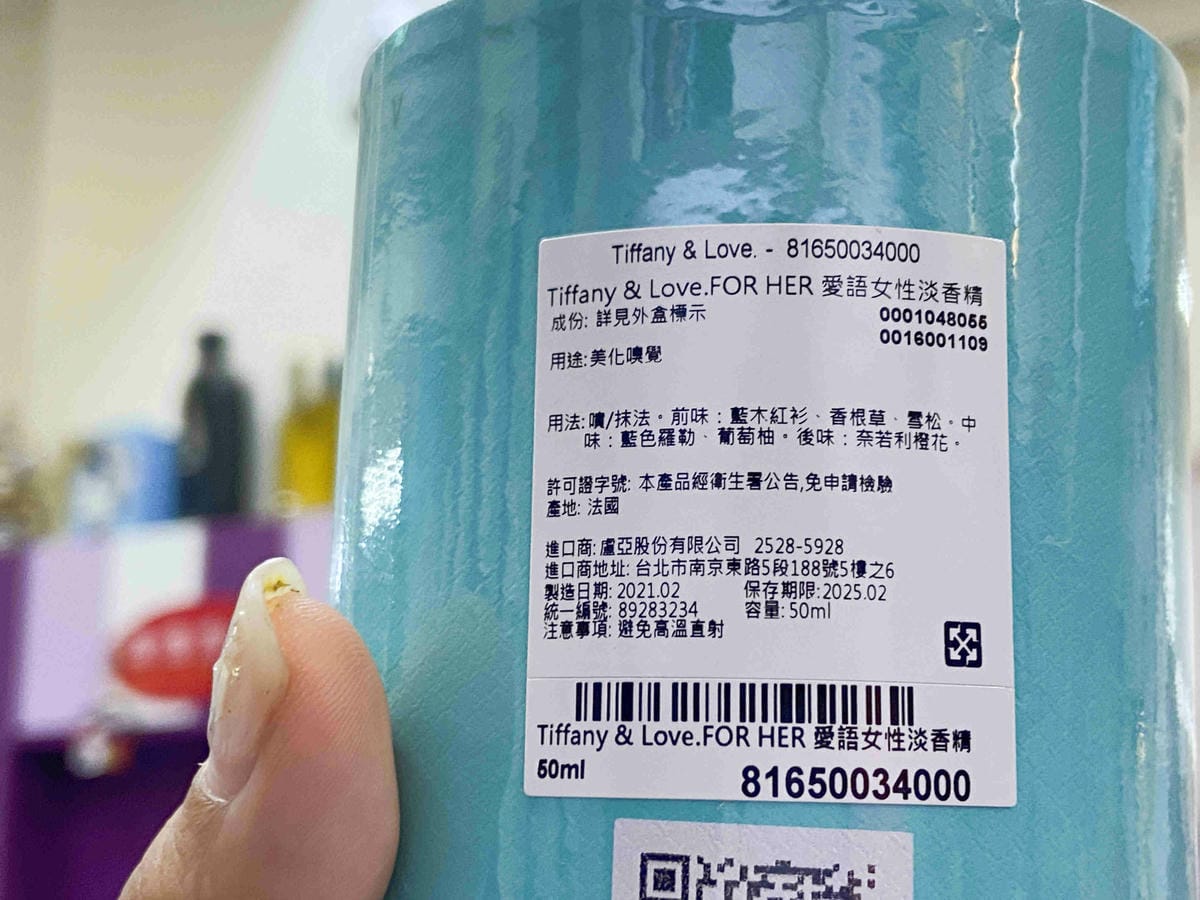 Tiffany & Love. - 81650034000
Tiffany & Love.FOR HER 愛語女性淡香精
成份: 詳見外盒標示 0001048055
0016001109
用途:美化嗅覺
用法:噴/抹法。前味：藍木紅衫、香根草、雪松。中
味：藍色羅勒、葡萄柚。後味：奈若利橙花。
許可證字號: 本產品經衛生署公告,免申請檢驗
產地: 法國
進口商: 盧亞股份有限公司 2528-5928
進口商地址: 台北市南京東路5段188號5樓之6
製造日期: 2021.02 保存期限:2025.02
統一編號: 89283234 容量: 50ml
注意事項: 避免高溫直射
Tiffany & Love.FOR HER 愛語女性淡香精
50ml 81650034000